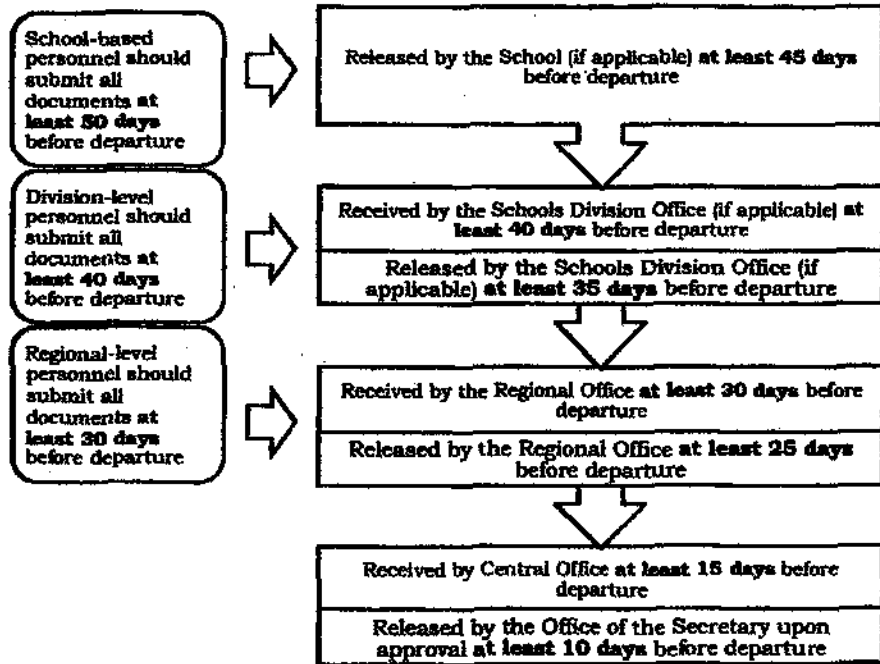 School-based
personnel should
submit all
documents at
least 50 days
before departure
Released by the School (if applicable) at least 45 days
before departure
Division-level
personnel should
submit all
documents at
least 40 days
before departure
Received by the Schools Division Office (if applicable) at
least 40 days before departure
Released by the Schools Division Office (if
applicable) at least 35 days before departure
Regional-level
personnel should
submit all
documents at
least 30 days
before departure
Received by the Regional Office at least 30 days before
departure
Released by the Regional Office at least 25 days
before departure
Received by Central Office at least 15 days before
departure
Released by the Office of the Secretary upon
approval at least 10 days before departure